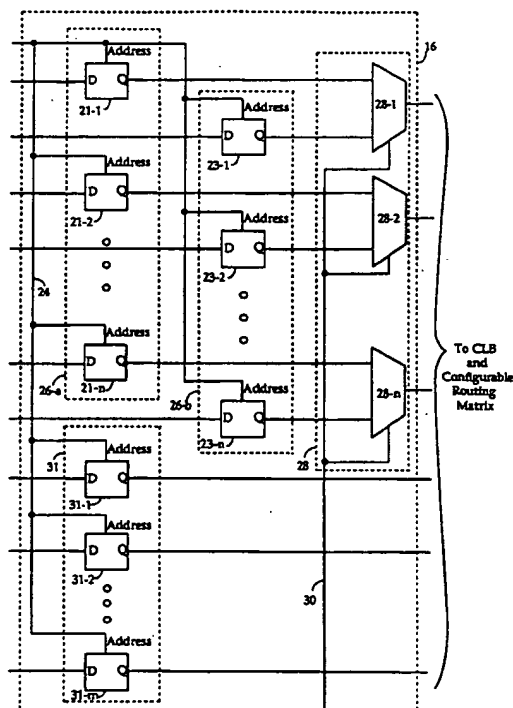 16
Address
D Q
21-1
28-1
Address
D Q
23-1
Address
D Q
21-2
28-2
Address
D Q
23-2
24
Address
D Q
21-n
26-a
To CLB
and
Configurable
Routing
Matrix
28-n
Address
D Q
23-n
26-b
28
31
Address
D Q
31-1
Address
D Q
31-2
30
Address
D Q
31-m